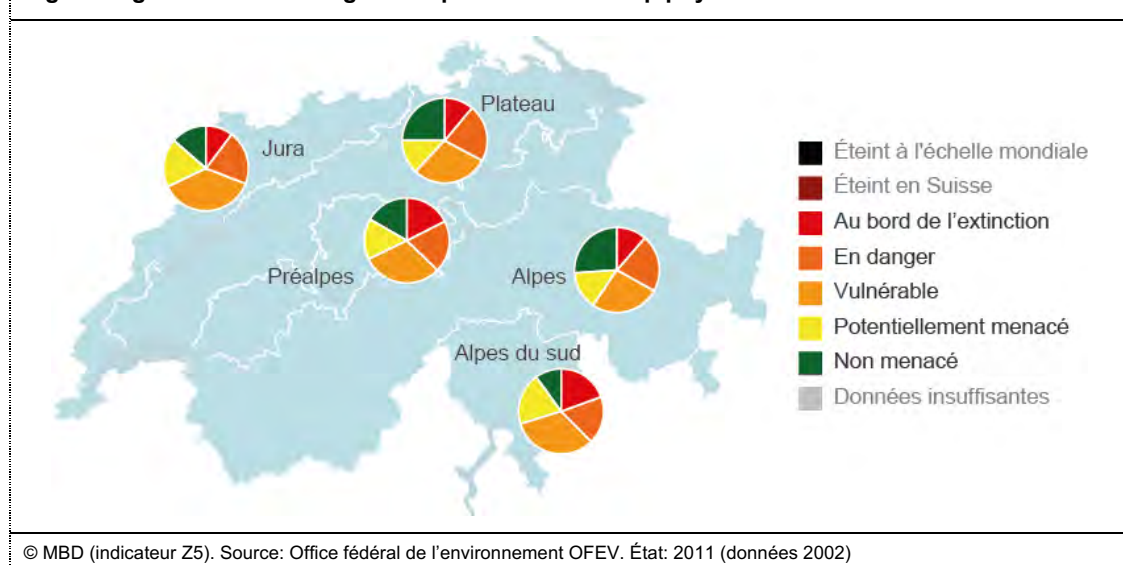 Plateau
Jura
Préalpes
Alpes
Alpes du sud
Éteint à l'échelle mondiale
Éteint en Suisse
Au bord de l’extinction
En danger
Vulnérable
Potentiellement menacé
Non menacé
Données insuffisantes
© MBD (indicateur Z5). Source: Office fédéral de l’environnement OFEV. État: 2011 (données 2002)